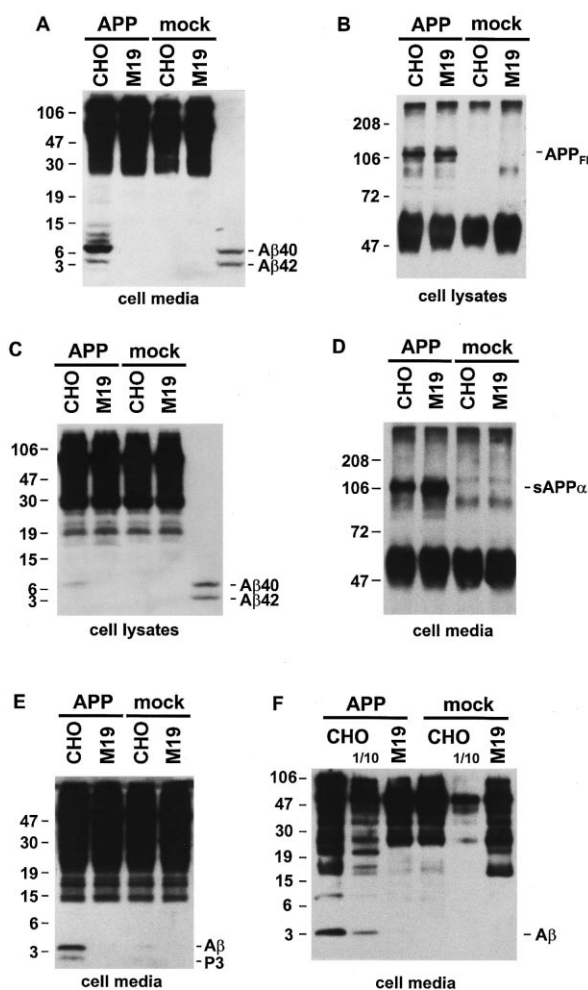 A
APP mock
CHO M19 CHO M19
106
47
30
19
15
6
3
Aβ40
Aβ42
cell media
B
APP mock
CHO M19 CHO M19
208
106
72
47
APPFl
cell lysates
C
APP mock
CHO M19 CHO M19
106
47
30
19
15
6
3
Aβ40
Aβ42
cell lysates
D
APP mock
CHO M19 CHO M19
208
106
72
47
sAPPα
cell media
E
APP mock
CHO M19 CHO M19
47
30
19
15
6
3
Aβ
P3
cell media
F
APP mock
CHO M19 CHO M19
1/10 1/10
106
47
30
19
15
6
3
Aβ
cell media